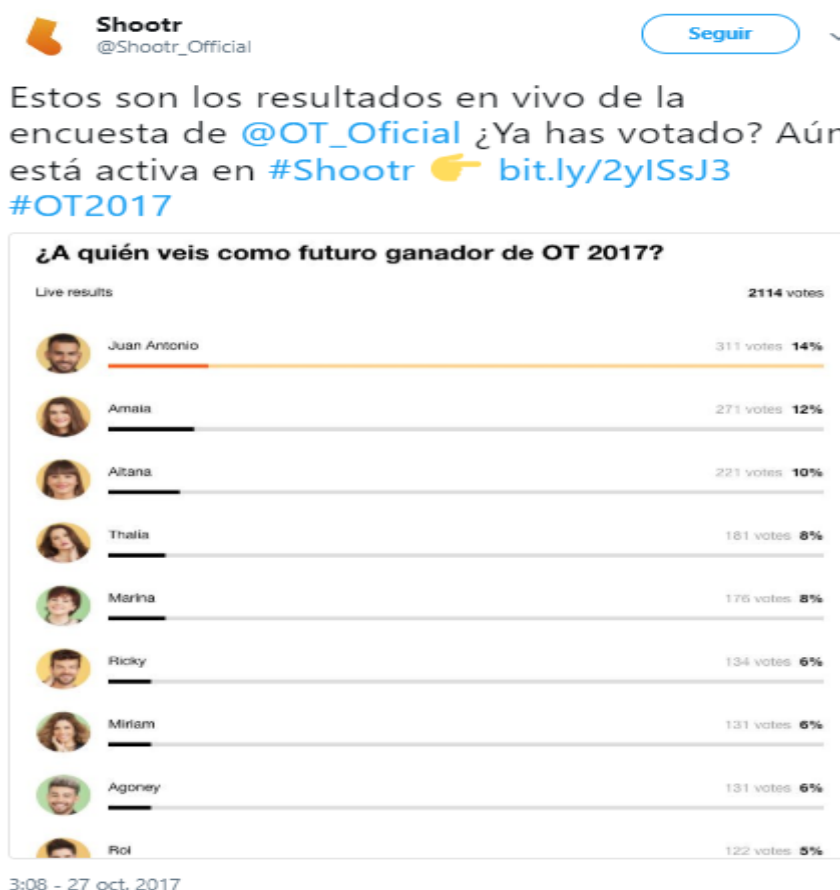 Shootr
@Shootr_Official
Seguir
Estos son los resultados en vivo de la
encuesta de @OT_Oficial ¿Ya has votado? Aún
está activa en #Shootr 👉 bit.ly/2yISsJ3
#OT2017
¿A quién veis como futuro ganador de OT 2017?
Live results 2114 votes
Juan Antonio 311 votes 14%
Amaia 271 votes 12%
Aitana 221 votes 10%
Thalia 181 votes 8%
Marina 176 votes 8%
Ricky 134 votes 6%
Miriam 131 votes 6%
Agoney 131 votes 6%
Roi 122 votes 5%
3:08 - 27 oct. 2017